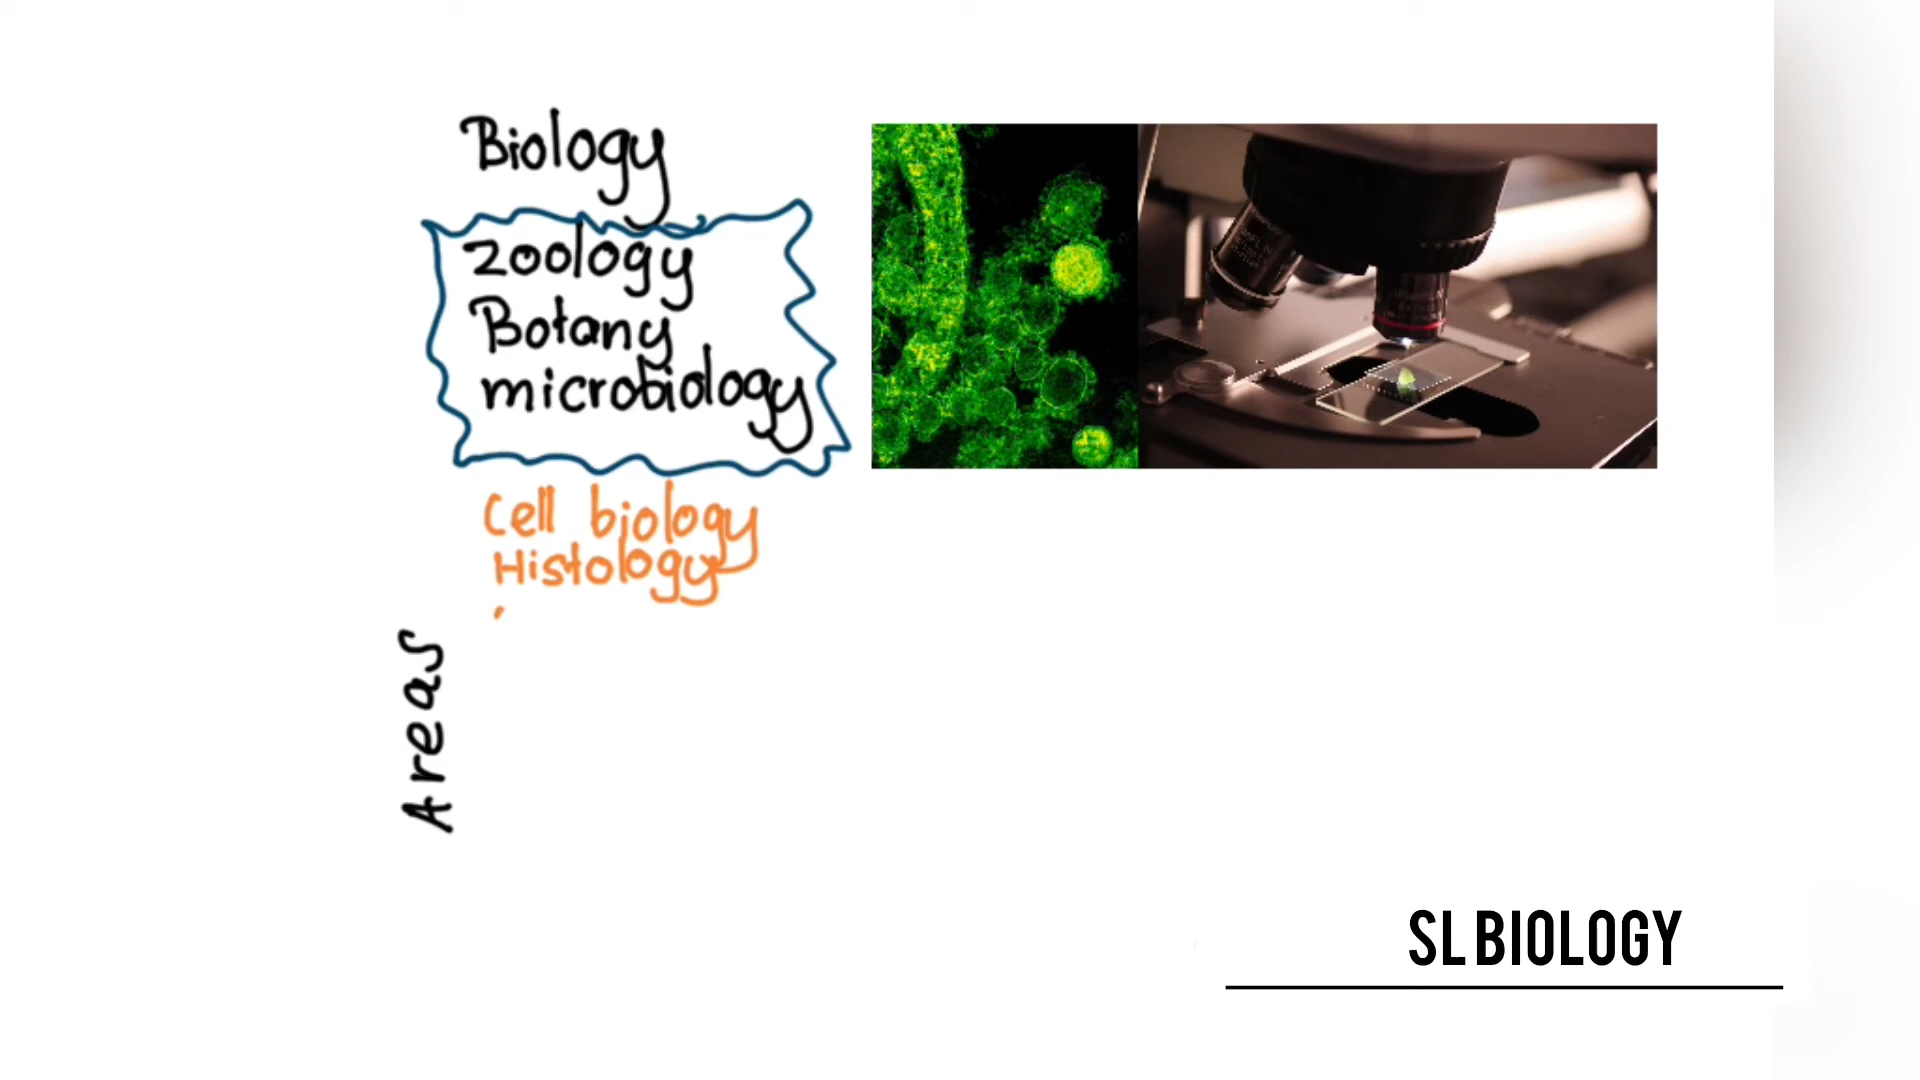 Biology
Zoology
Botany
microbiology
Cell biology
Histology
Areas
SL BIOLOGY